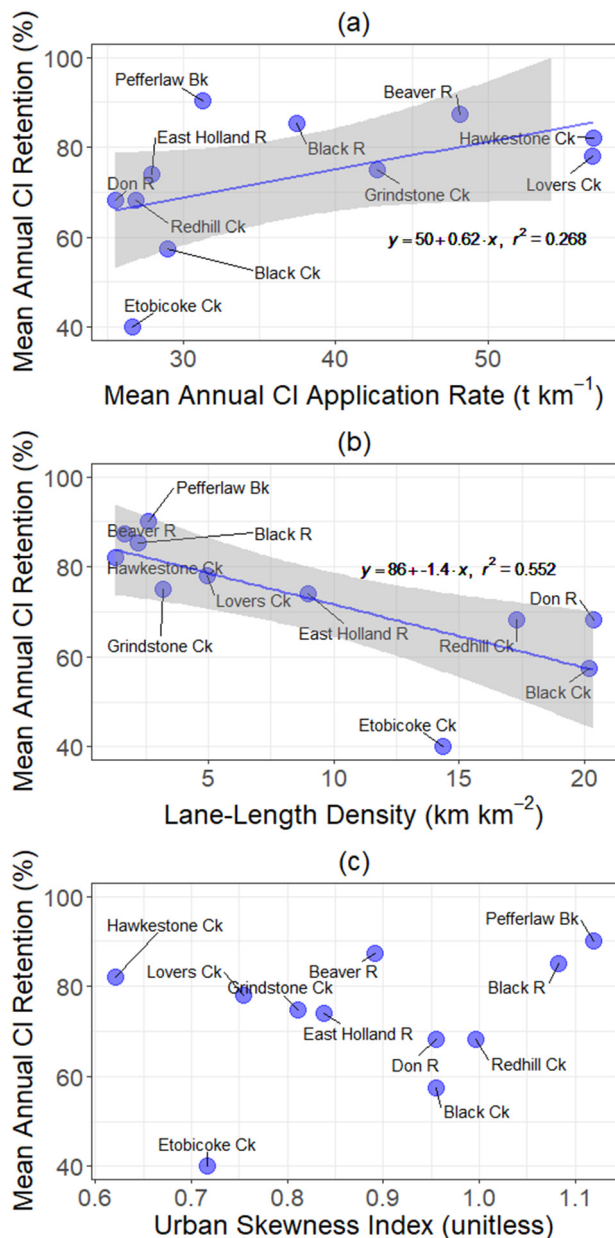 (a)
Mean Annual Cl Retention (%)
100
80
60
40
Pefferlaw Bk
Beaver R
East Holland R
Black R
Hawkestone Ck
Don R
Grindstone Ck
Lovers Ck
Redhill Ck
y = 50 + 0.62 · x, r² = 0.268
Black Ck
Etobicoke Ck
30
40
50
Mean Annual Cl Application Rate (t km⁻¹)
(b)
Mean Annual Cl Retention (%)
100
80
60
40
Pefferlaw Bk
Beaver R
Black R
Hawkestone Ck
y = 86 + -1.4 · x, r² = 0.552
Lovers Ck
Don R
Grindstone Ck
East Holland R
Redhill Ck
Black Ck
Etobicoke Ck
5
10
15
20
Lane-Length Density (km km⁻²)
(c)
Mean Annual Cl Retention (%)
100
80
60
40
Hawkestone Ck
Pefferlaw Bk
Lovers Ck
Beaver R
Grindstone Ck
Black R
East Holland R
Don R
Redhill Ck
Black Ck
Etobicoke Ck
0.6
0.7
0.8
0.9
1.0
1.1
Urban Skewness Index (unitless)